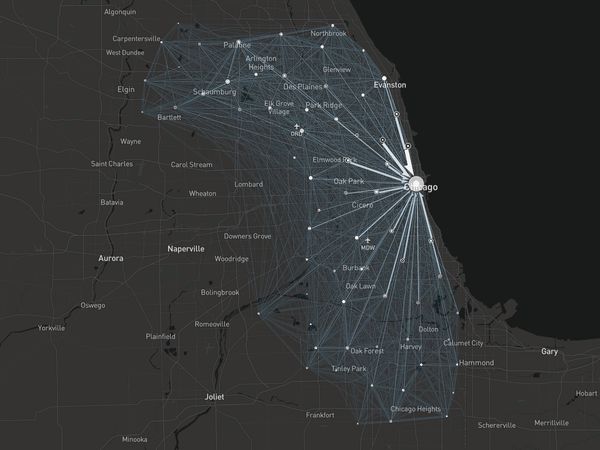 Algonquin
Northbrook
Carpentersville
Palatine
West Dundee
Arlington
Heights
Glenview
Des Plaines
Evanston
Elgin
Schaumburg
Elk Grove
Village
Park Ridge
Bartlett
ORD
Wayne
Elmwood Park
Saint Charles
Carol Stream
Lombard
Oak Park
Chicago
Wheaton
Batavia
Cicero
Downers Grove
Naperville
MDW
Aurora
Woodridge
Burbank
Oak Lawn
Bolingbrook
Oswego
Romeoville
Yorkville
Dolton
Plainfield
Calumet City
Harvey
Oak Forest
Gary
Hammond
Tinley Park
Hobart
Joliet
Chicago Heights
Frankfort
Schererville
Merrillville
Minooka